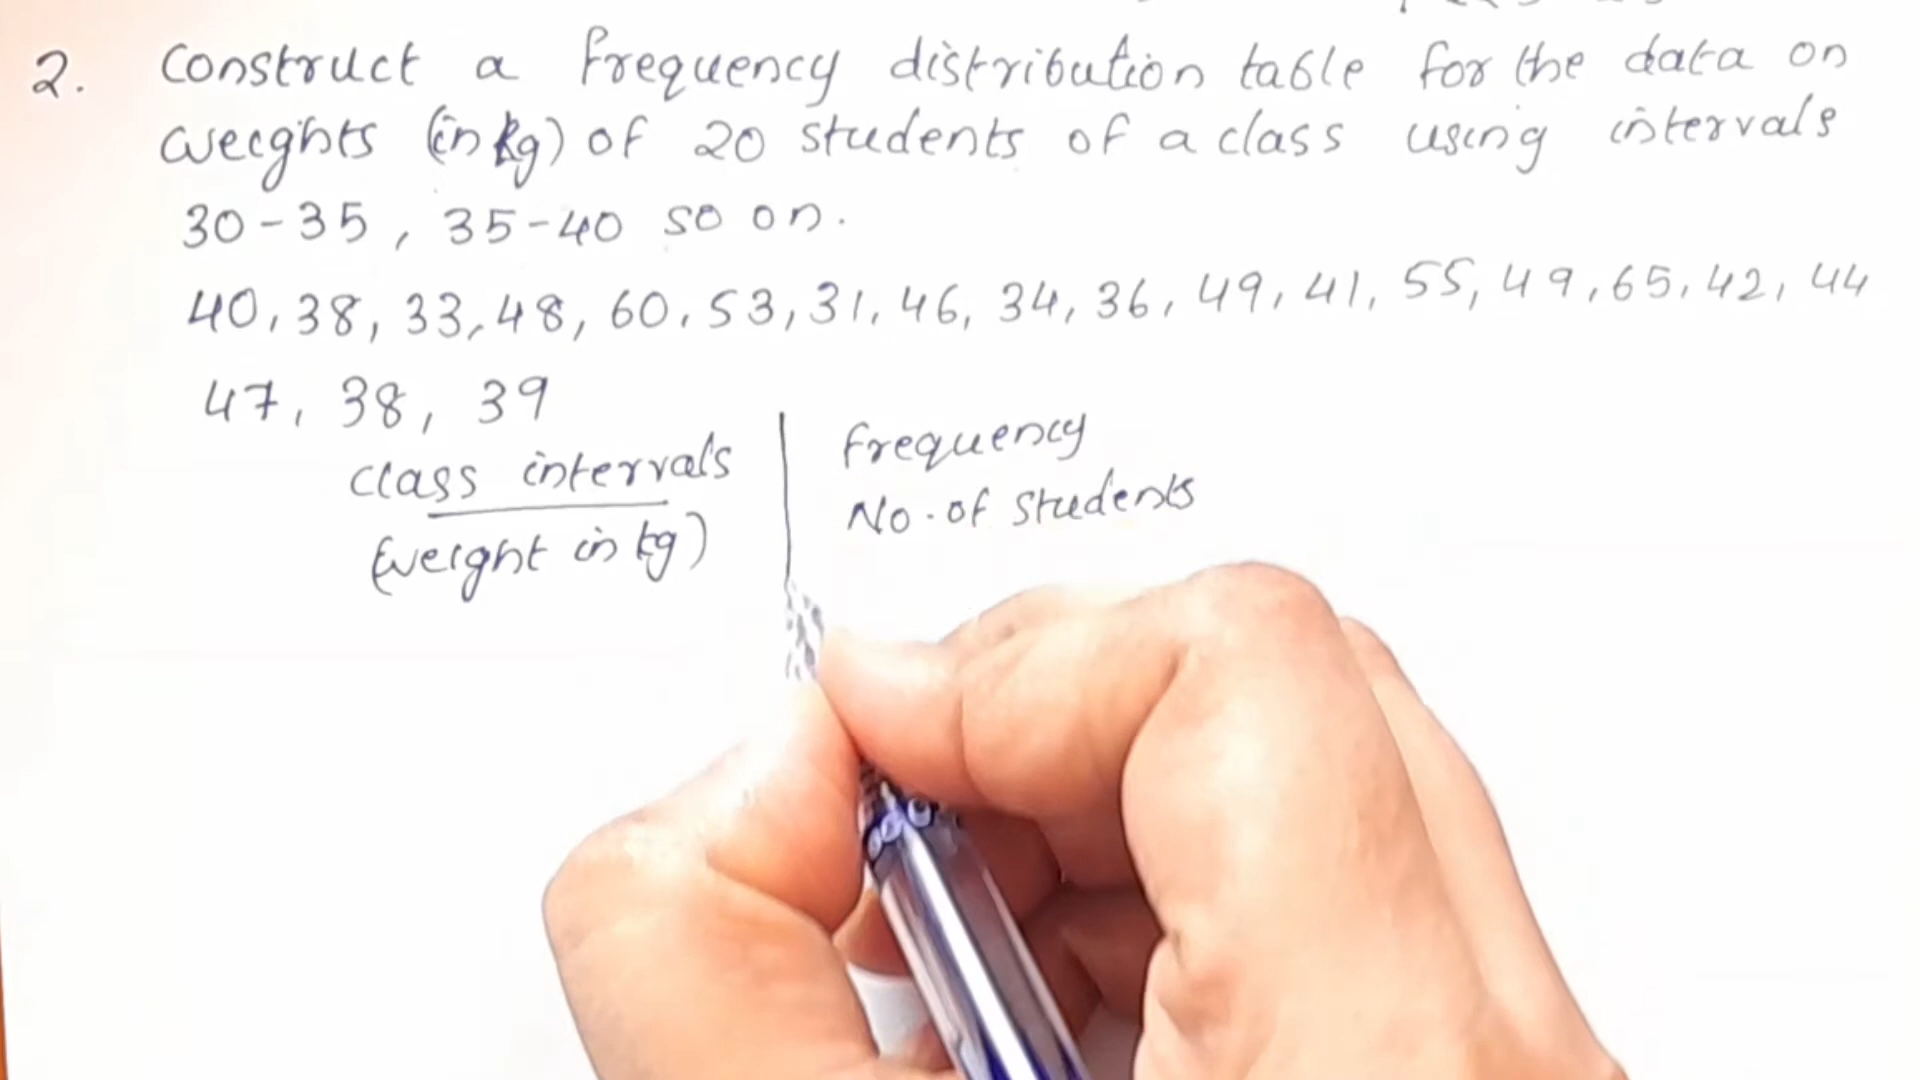 2. Construct a frequency distribution table for the data on
weights (in kg) of 20 students of a class using intervals
30-35, 35-40 so on.
40, 38, 33, 48, 60, 53, 31, 46, 34, 36, 49, 41, 55, 49, 65, 42, 44
47, 38, 39
class intervals
(weight in kg)
frequency
No. of students